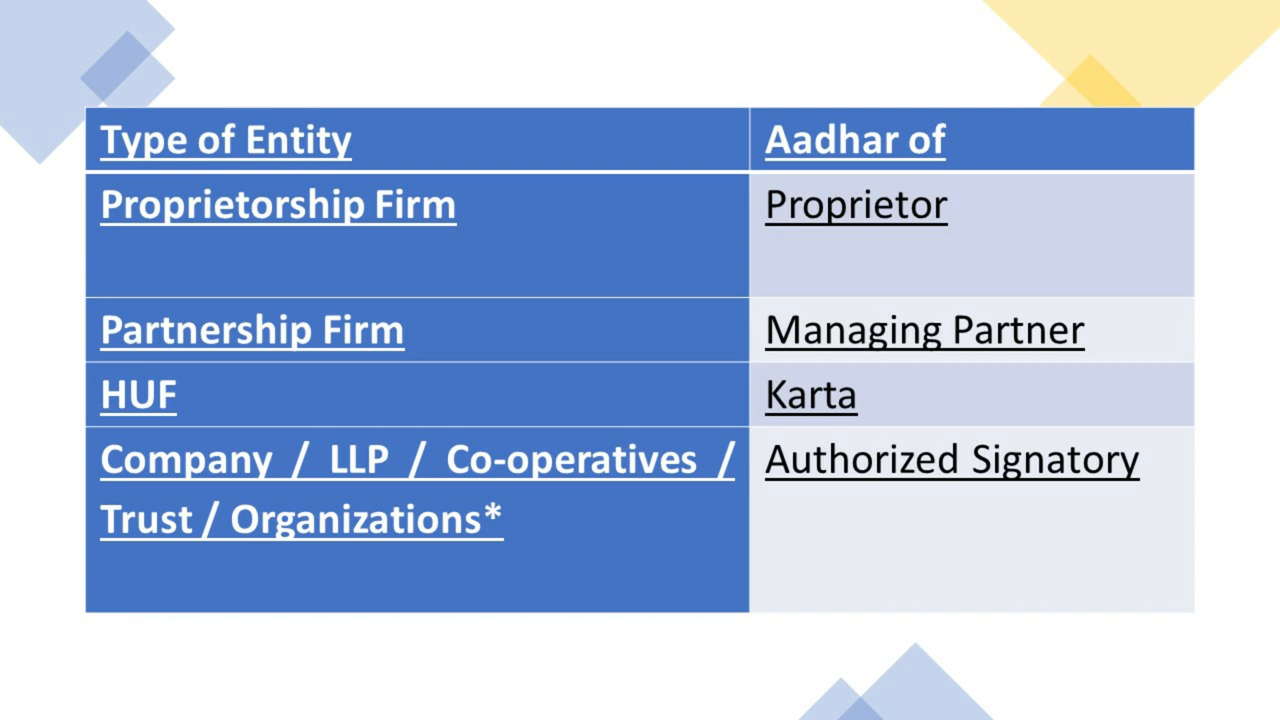 Type of Entity
Aadhar of
Proprietorship Firm
Proprietor
Partnership Firm
Managing Partner
HUF
Karta
Company / LLP / Co-operatives /
Trust / Organizations*
Authorized Signatory